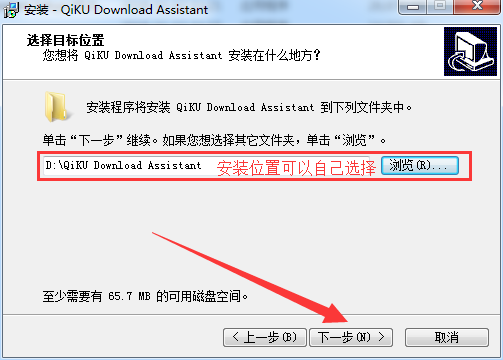 安装 - QiKU Download Assistant
选择目标位置
您想将 QiKU Download Assistant 安装在什么地方？
安装程序将安装 QiKU Download Assistant 到下列文件夹中。
单击“下一步”继续。如果您想选择其它文件夹，单击“浏览”。
D:\QiKU Download Assistant 安装位置可以自己选择 浏览(R)...
至少需要有 65.7 MB 的可用磁盘空间。
< 上一步(B) 下一步(N) > 取消